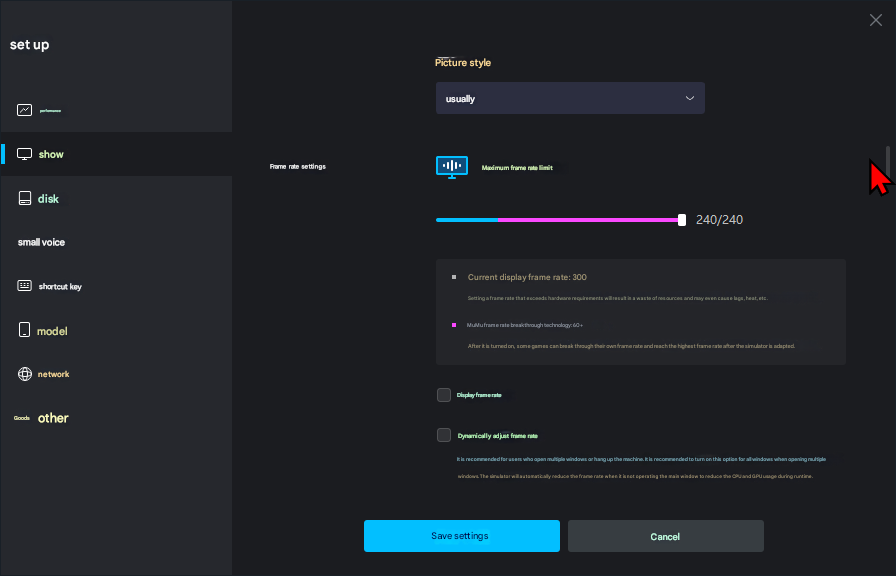 set up
performance
show
disk
small voice
shortcut key
model
network
Goods
other
Picture style
usually
Frame rate settings
Maximum frame rate limit
240/240
Current display frame rate: 300
Setting a frame rate that exceeds hardware requirements will result in a waste of resources and may even cause lags, heat, etc.
MuMu frame rate breakthrough technology: 60+
After it is turned on, some games can break through their own frame rate and reach the highest frame rate after the simulator is adapted.
Display frame rate
Dynamically adjust frame rate
It is recommended for users who open multiple windows or hang up the machine. It is recommended to turn on this option for all windows when opening multiple
windows. The simulator will automatically reduce the frame rate when it is not operating the main window to reduce the CPU and GPU usage during runtime.
Save settings
Cancel